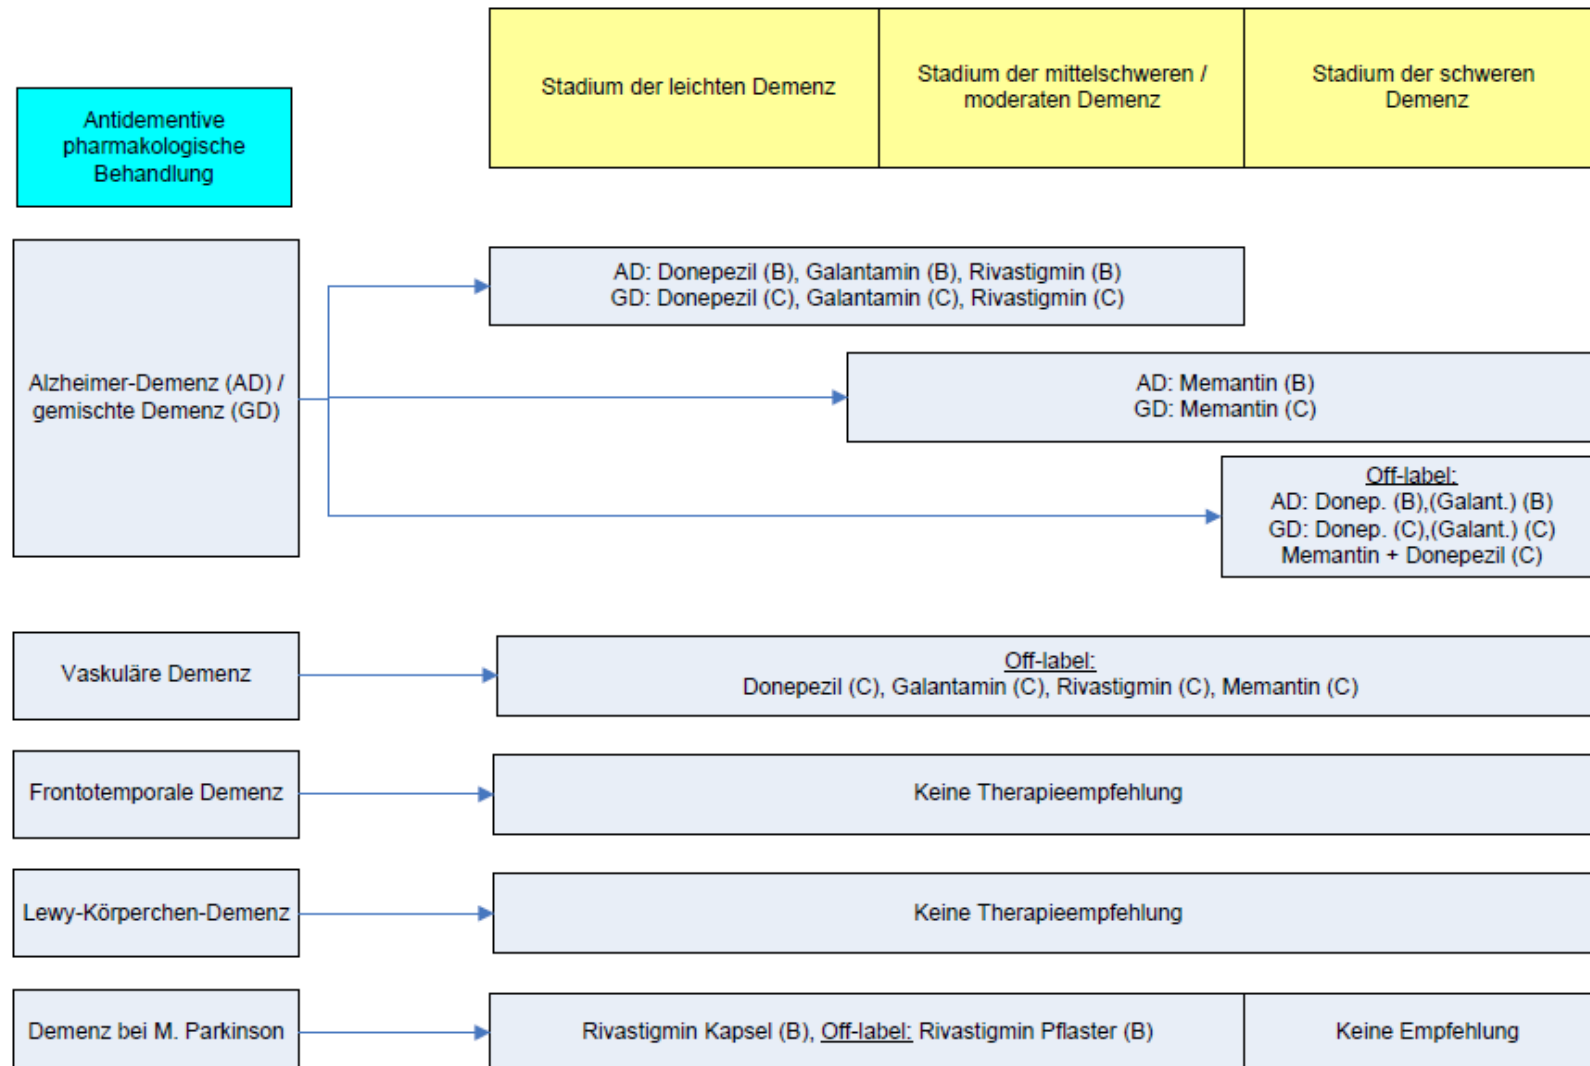 Stadium der leichten Demenz
Stadium der mittelschweren /
moderaten Demenz
Stadium der schweren
Demenz
Antidementive
pharmakologische
Behandlung
Alzheimer-Demenz (AD) /
gemischte Demenz (GD)
AD: Donepezil (B), Galantamin (B), Rivastigmin (B)
GD: Donepezil (C), Galantamin (C), Rivastigmin (C)
AD: Memantin (B)
GD: Memantin (C)
Off-label:
AD: Donep. (B),(Galant.) (B)
GD: Donep. (C),(Galant.) (C)
Memantin + Donepezil (C)
Vaskuläre Demenz
Off-label:
Donepezil (C), Galantamin (C), Rivastigmin (C), Memantin (C)
Frontotemporale Demenz
Keine Therapieempfehlung
Lewy-Körperchen-Demenz
Keine Therapieempfehlung
Demenz bei M. Parkinson
Rivastigmin Kapsel (B), Off-label: Rivastigmin Pflaster (B)
Keine Empfehlung